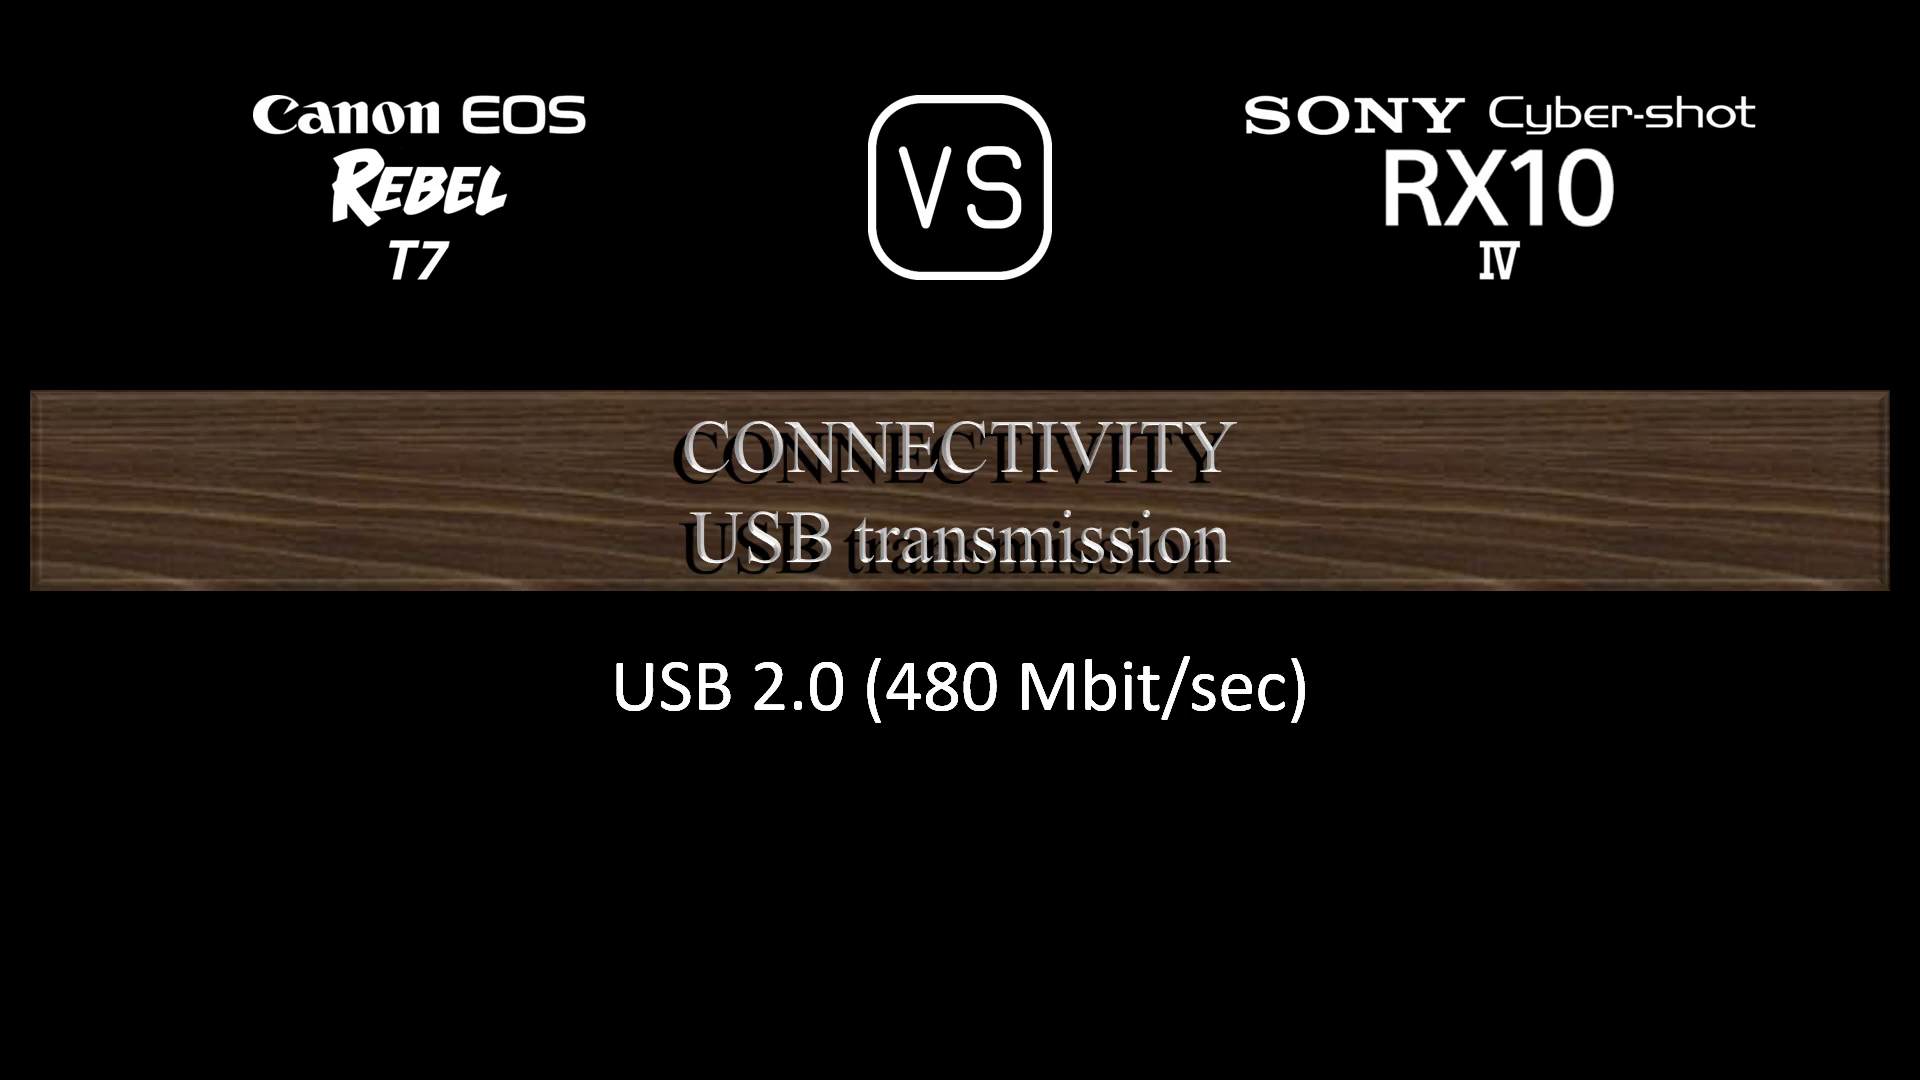 Canon EOS
REBEL
T7
VS
SONY Cyber-shot
RX10
IV
CONNECTIVITY
USB transmission
USB 2.0 (480 Mbit/sec)